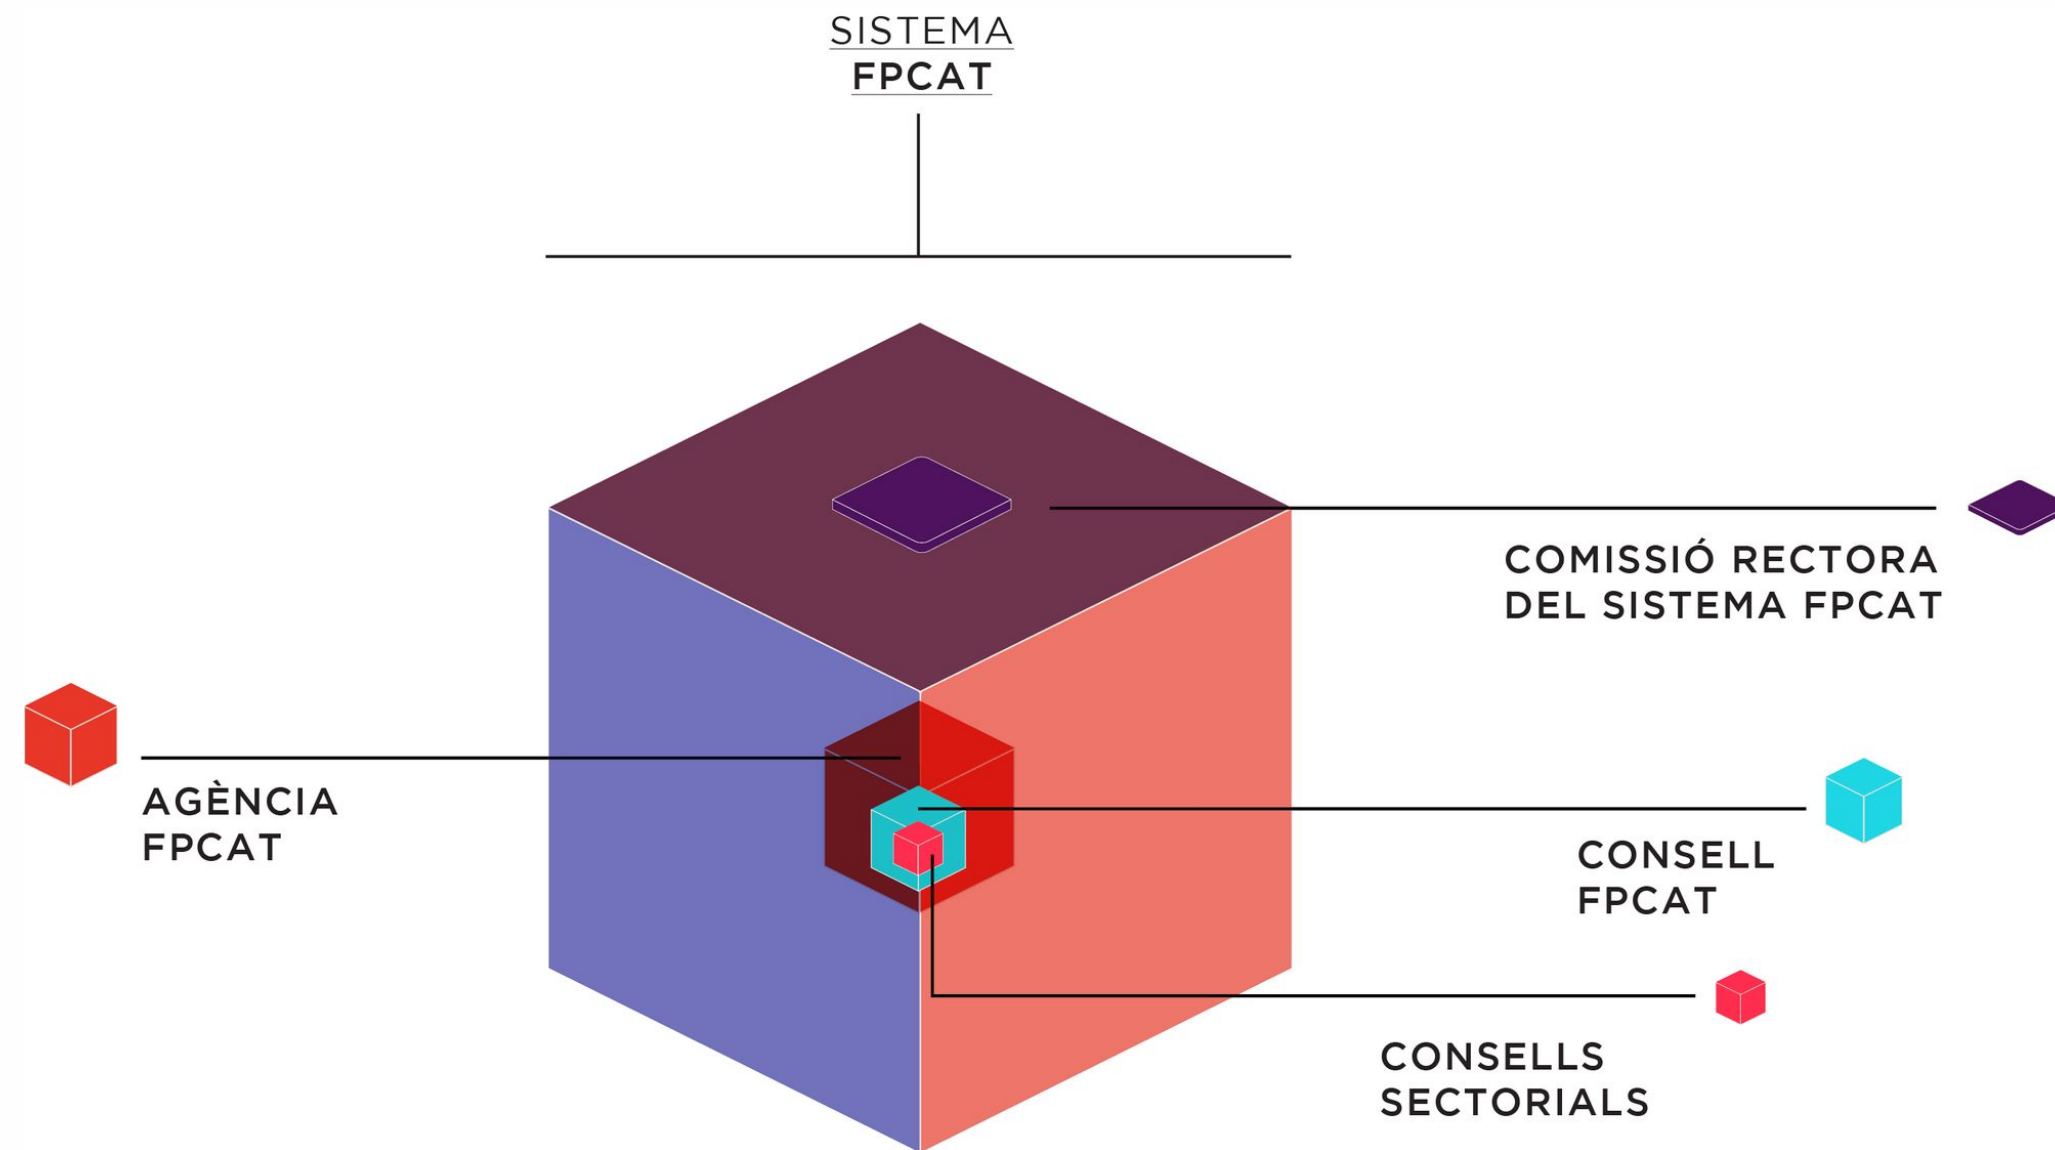 SISTEMA
FPCAT
COMISSIÓ RECTORA
DEL SISTEMA FPCAT
AGÈNCIA
FPCAT
CONSELL
FPCAT
CONSELLS
SECTORIALS